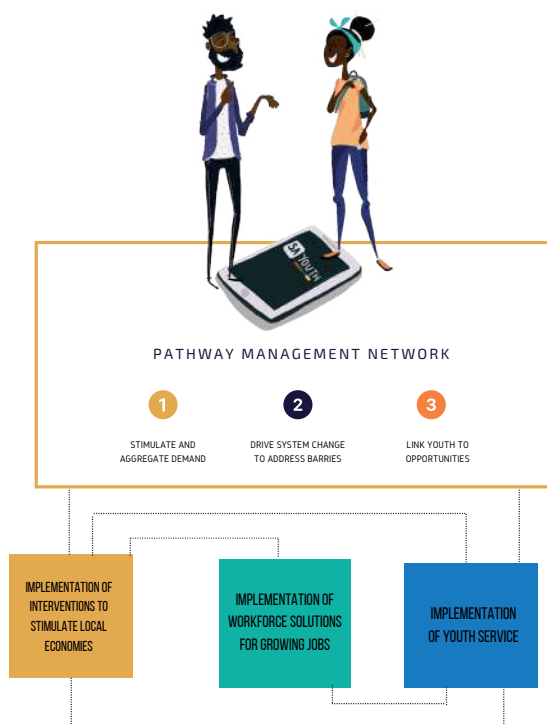 SA
YOUTH
PATHWAY MANAGEMENT NETWORK
1
2
3
STIMULATE AND
AGGREGATE DEMAND
DRIVE SYSTEM CHANGE
TO ADDRESS BARRIES
LINK YOUTH TO
OPPORTUNITIES
IMPLEMENTATION OF
INTERVENTIONS TO
STIMULATE LOCAL
ECONOMIES
IMPLEMENTATION OF
WORKFORCE SOLUTIONS
FOR GROWING JOBS
IMPLEMENTATION
OF YOUTH SERVICE